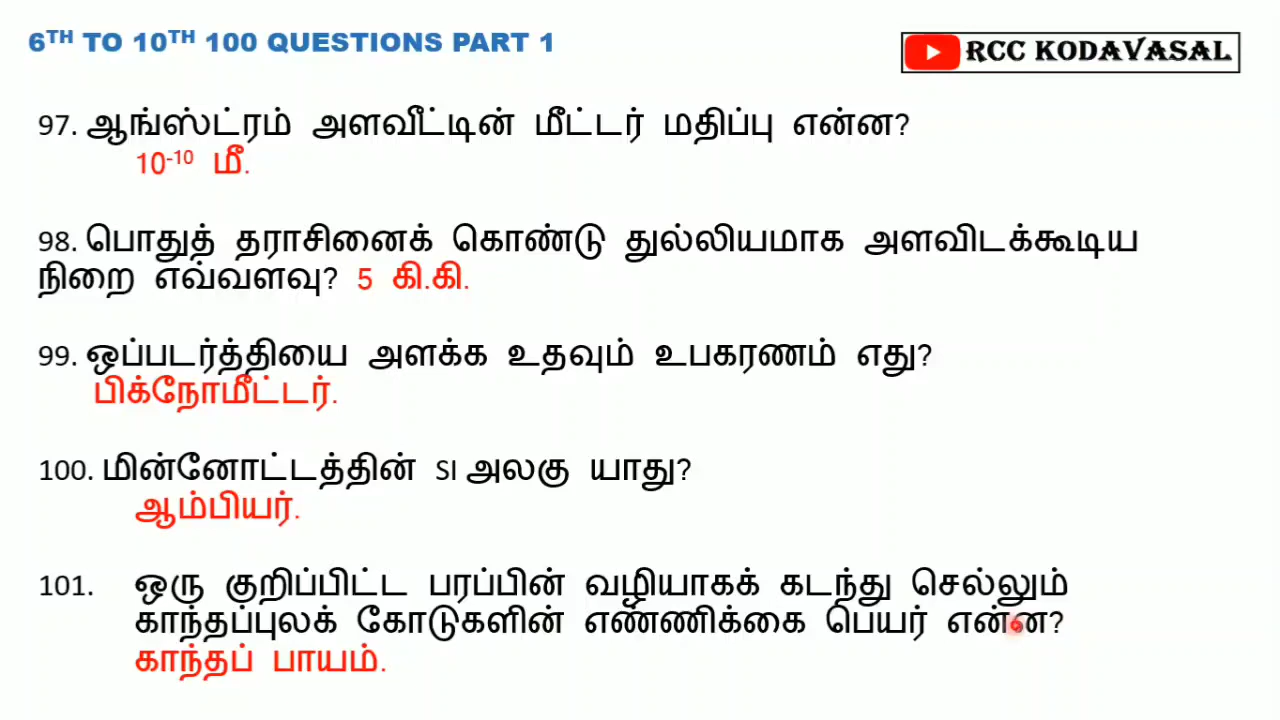 6TH TO 10TH 100 QUESTIONS PART 1
RCC KODAVASAL
97. ஆங்ஸ்ட்ரம் அளவீட்டின் மீட்டர் மதிப்பு என்ன?
10-10 மீ.
98. பொதுத் தராசினைக் கொண்டு துல்லியமாக அளவிடக்கூடிய
நிறை எவ்வளவு? 5 கி.கி.
99. ஒப்படர்த்தியை அளக்க உதவும் உபகரணம் எது?
பிக்நோமீட்டர்.
100. மின்னோட்டத்தின் SI அலகு யாது?
ஆம்பியர்.
101. ஒரு குறிப்பிட்ட பரப்பின் வழியாகக் கடந்து செல்லும்
காந்தப்புலக் கோடுகளின் எண்ணிக்கை பெயர் என்ன?
காந்தப் பாயம்.